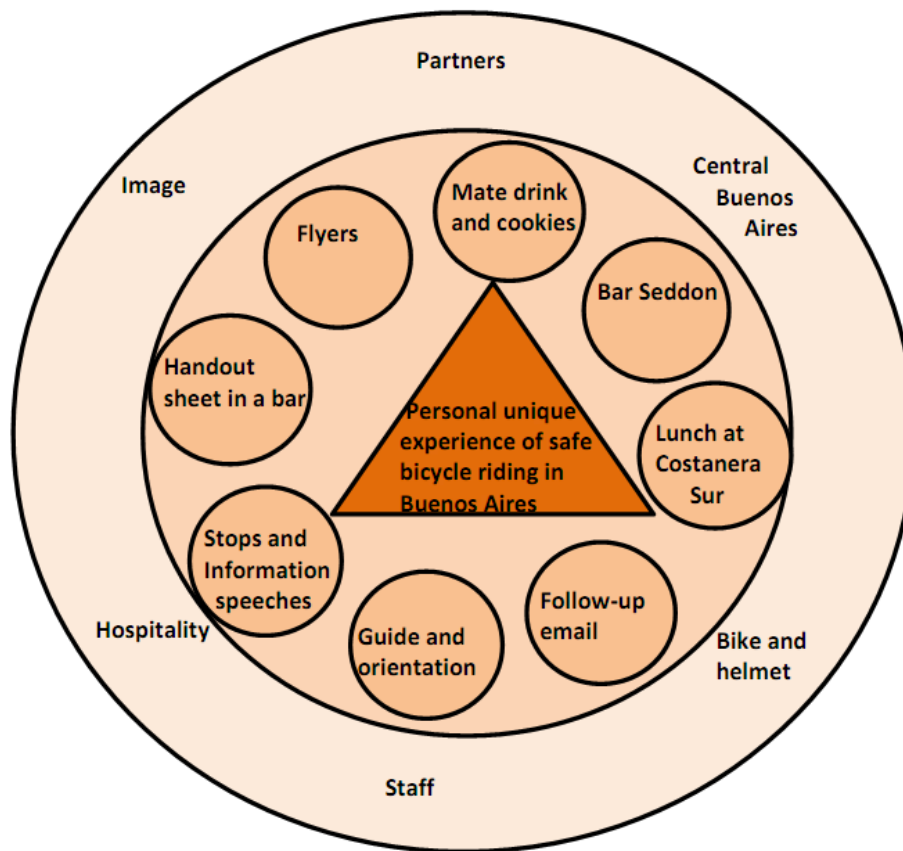 Partners
Image
Central
Buenos
Aires
Mate drink
and cookies
Flyers
Bar Seddon
Handout
sheet in a bar
Personal unique
experience of safe
bicycle riding in
Buenos Aires
Lunch at
Costanera
Sur
Stops and
Information
speeches
Hospitality
Guide and
orientation
Follow-up
email
Bike and
helmet
Staff